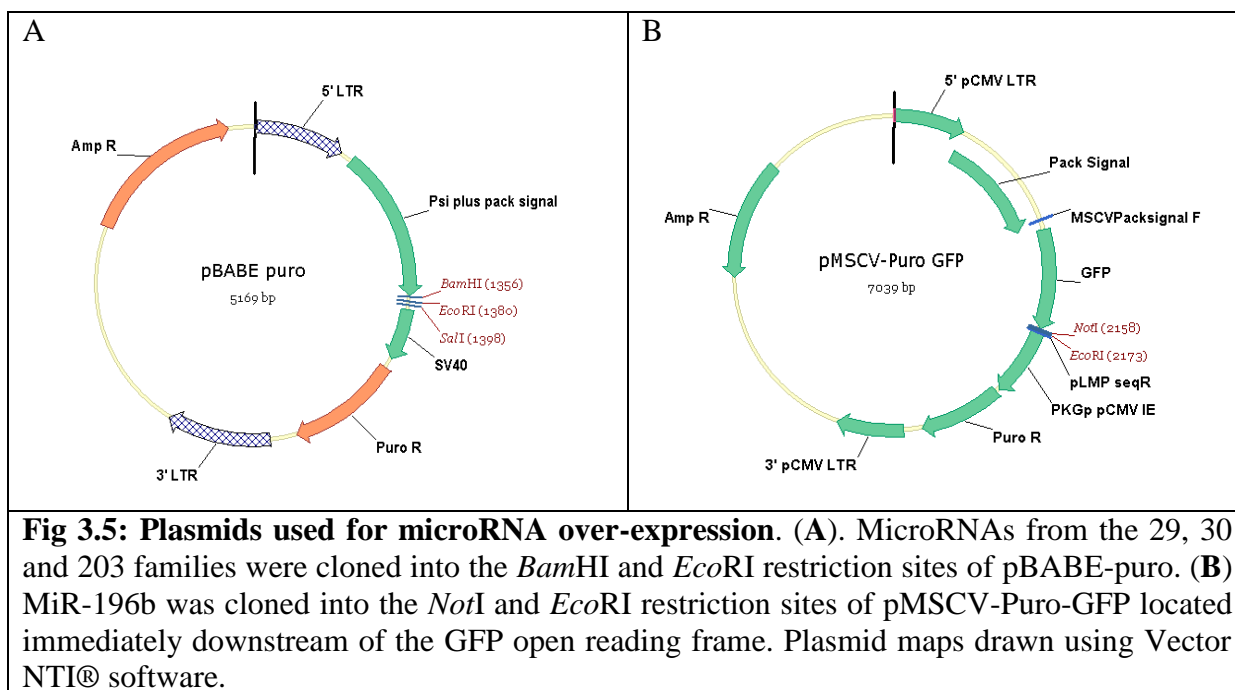 A
5' LTR
Amp R
Psi plus pack signal
pBABE puro
5169 bp
BamHI (1356)
EcoRI (1380)
SalI (1398)
SV40
Puro R
3' LTR
B
5' pCMV LTR
Pack Signal
MSCVPacksignal F
Amp R
pMSCV-Puro GFP
7039 bp
GFP
NotI (2158)
EcoRI (2173)
pLMP seqR
PKGp pCMV IE
Puro R
3' pCMV LTR
Fig 3.5: Plasmids used for microRNA over-expression. (A). MicroRNAs from the 29, 30
and 203 families were cloned into the BamHI and EcoRI restriction sites of pBABE-puro. (B)
MiR-196b was cloned into the NotI and EcoRI restriction sites of pMSCV-Puro-GFP located
immediately downstream of the GFP open reading frame. Plasmid maps drawn using Vector
NTI® software.